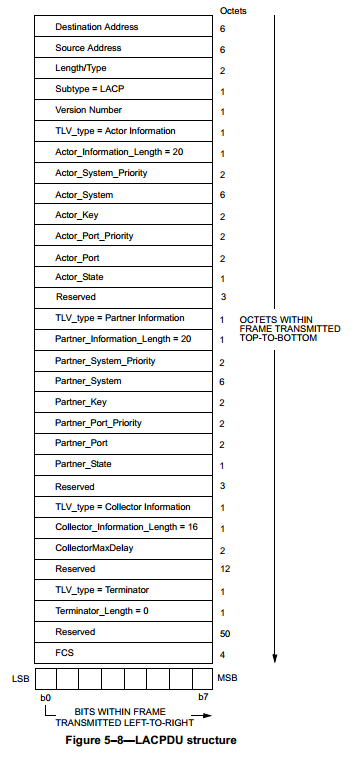 Octets
Destination Address 6
Source Address 6
Length/Type 2
Subtype = LACP 1
Version Number 1
TLV_type = Actor Information 1
Actor_Information_Length = 20 1
Actor_System_Priority 2
Actor_System 6
Actor_Key 2
Actor_Port_Priority 2
Actor_Port 2
Actor_State 1
Reserved 3
TLV_type = Partner Information 1
Partner_Information_Length = 20 1
OCTETS WITHIN
FRAME TRANSMITTED
TOP-TO-BOTTOM
Partner_System_Priority 2
Partner_System 6
Partner_Key 2
Partner_Port_Priority 2
Partner_Port 2
Partner_State 1
Reserved 3
TLV_type = Collector Information 1
Collector_Information_Length = 16 1
CollectorMaxDelay 2
Reserved 12
TLV_type = Terminator 1
Terminator_Length = 0 1
Reserved 50
FCS 4
LSB MSB
b0 b7
BITS WITHIN FRAME
TRANSMITTED LEFT-TO-RIGHT
Figure 5–8—LACPDU structure